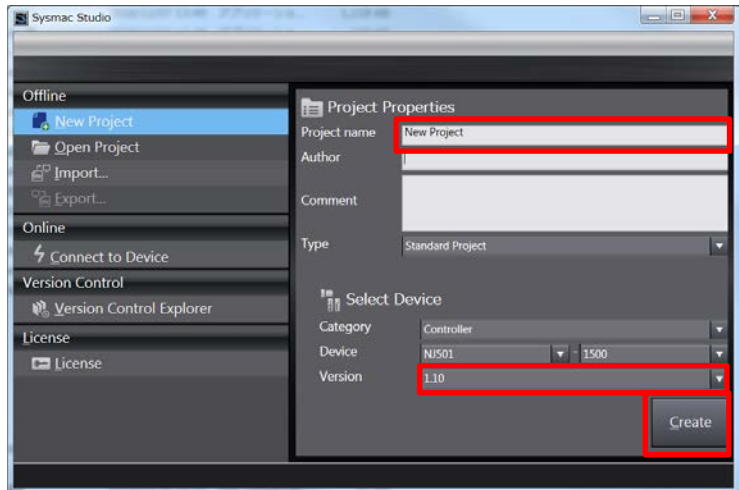 Sysmac Studio
Offline
New Project
Open Project
Import...
Export...
Online
Connect to Device
Version Control
Version Control Explorer
License
License
Project Properties
Project name New Project
Author
Comment
Type Standard Project
Select Device
Category Controller
Device NJ501 - 1500
Version 1.10
Create